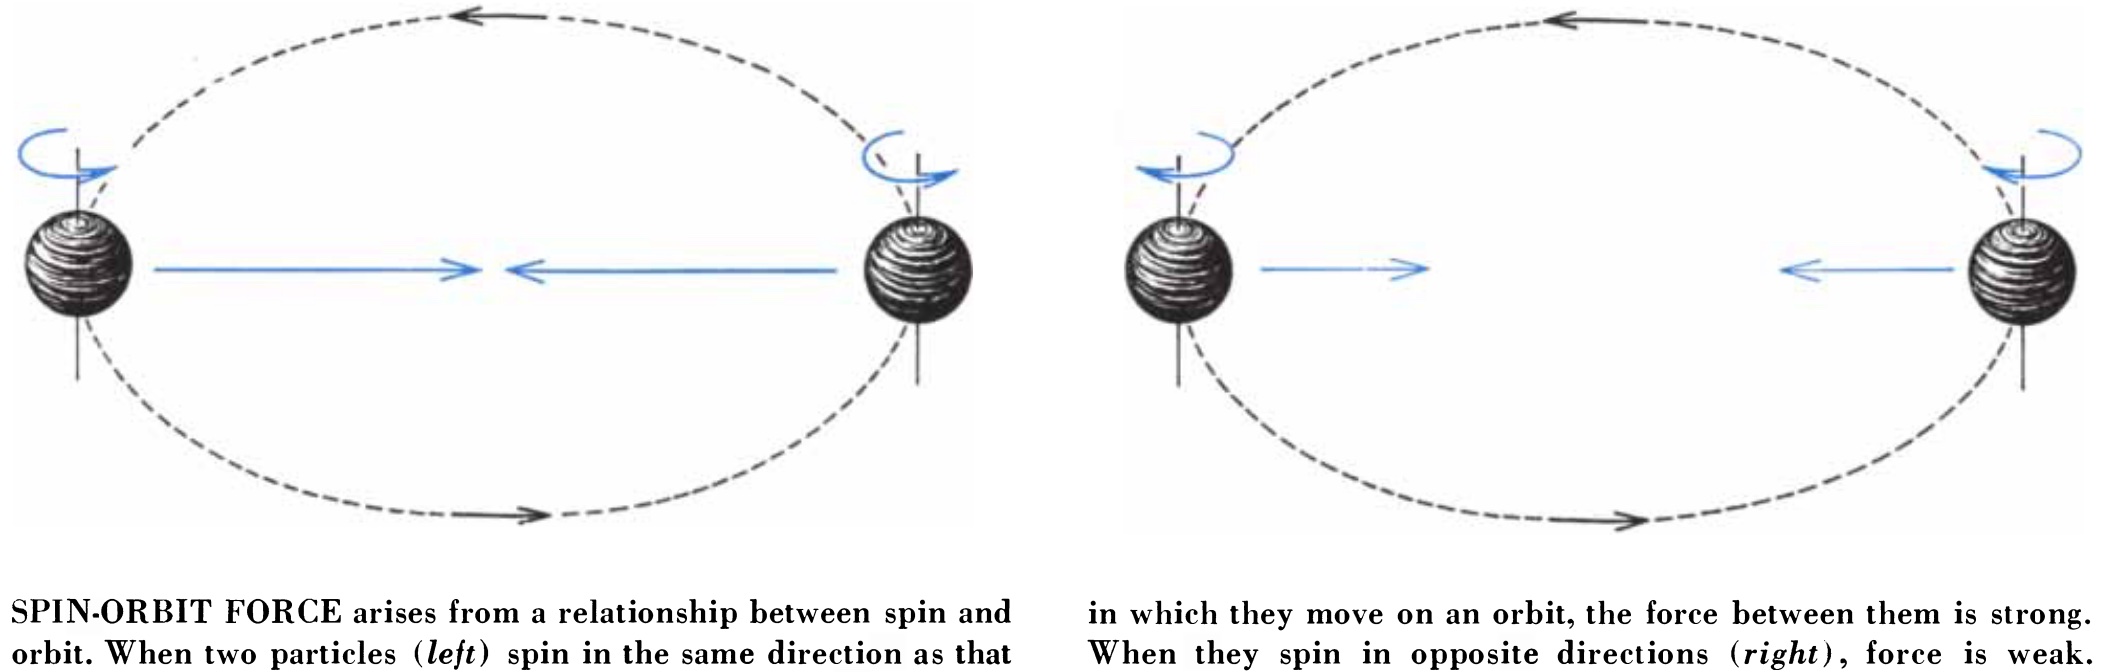 SPIN-ORBIT FORCE arises from a relationship between spin and
orbit. When two particles (left) spin in the same direction as that
in which they move on an orbit, the force between them is strong.
When they spin in opposite directions (right), force is weak.